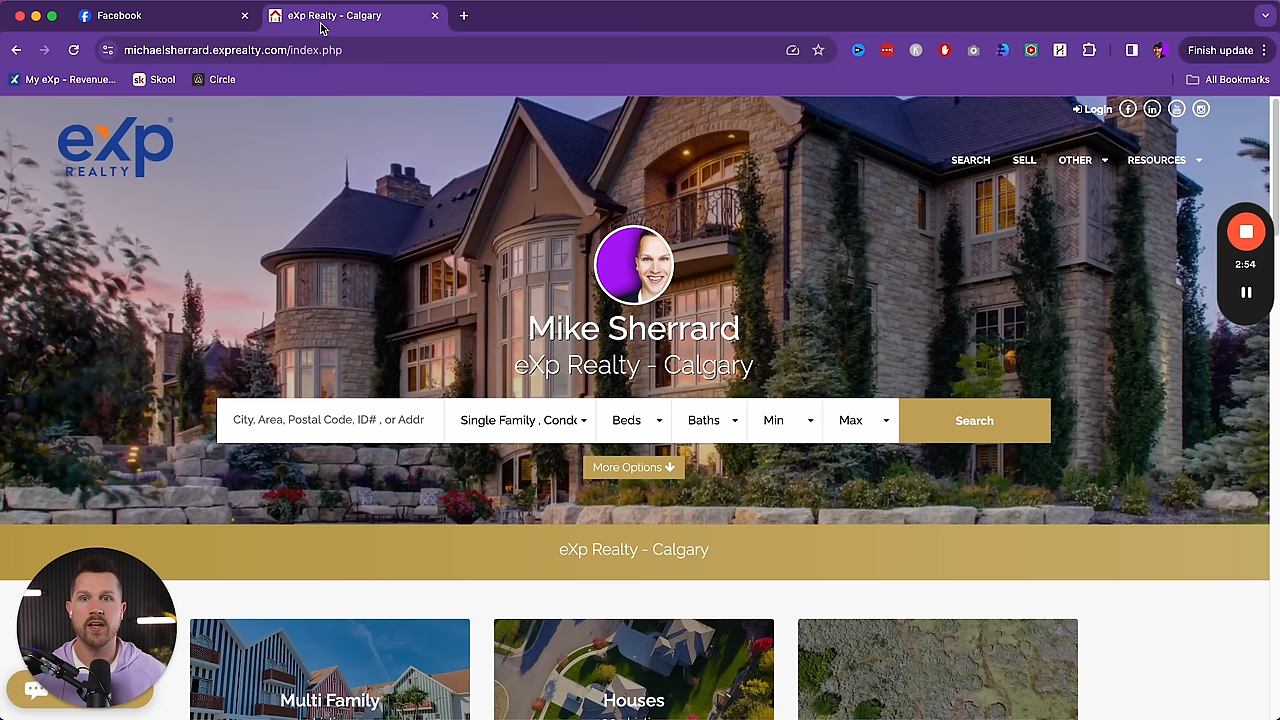 Facebook
eXp Realty - Calgary
michaelsherrard.exprealty.com/index.php
Finish update
My eXp - Revenue...
sk Skool
Circle
All Bookmarks
eXp
REALTY
Login
SEARCH SELL OTHER RESOURCES
2:54
Mike Sherrard
eXp Realty - Calgary
City, Area, Postal Code, ID# , or Addr
Single Family , Condo
Beds
Baths
Min
Max
Search
More Options
eXp Realty - Calgary
Multi Family
Houses